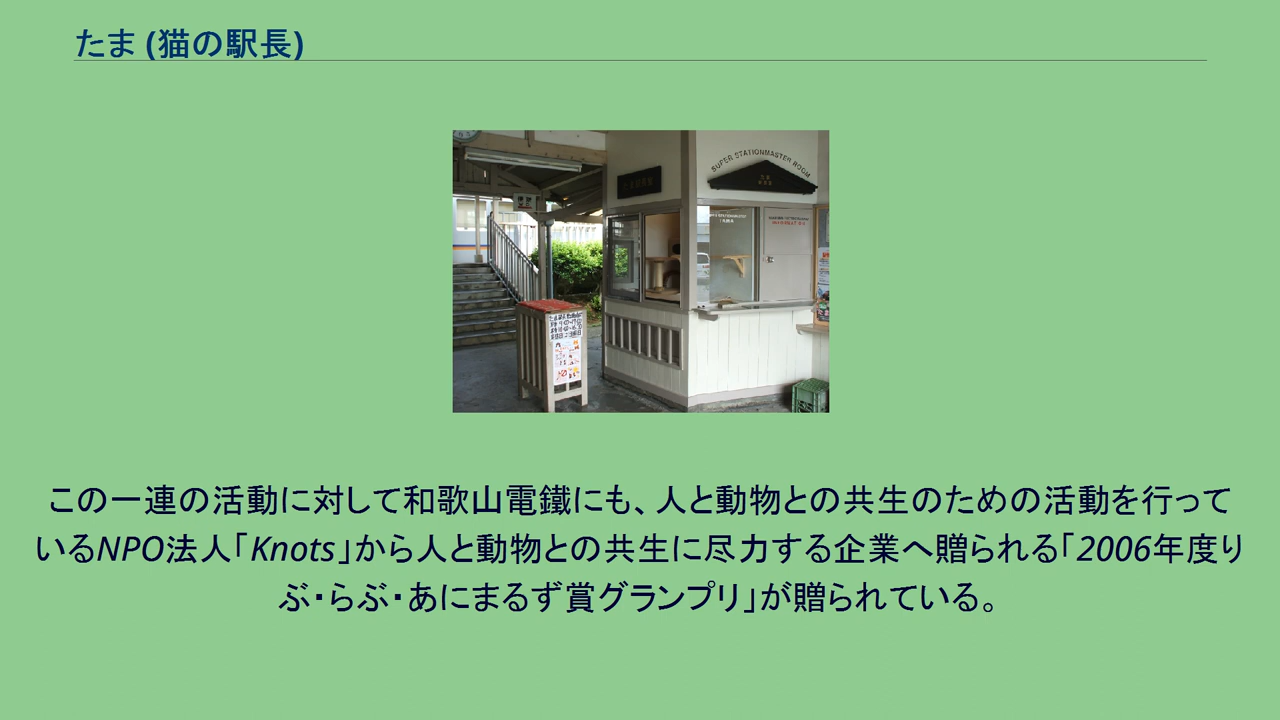 たま (猫の駅長)
SUPER STATIONMASTER ROOM
この一連の活動に対して和歌山電鐵にも、人と動物との共生のための活動を行って
いるNPO法人「Knots」から人と動物との共生に尽力する企業へ贈られる「2006年度り
ぶ・らぶ・あにまるず賞グランプリ」が贈られている。